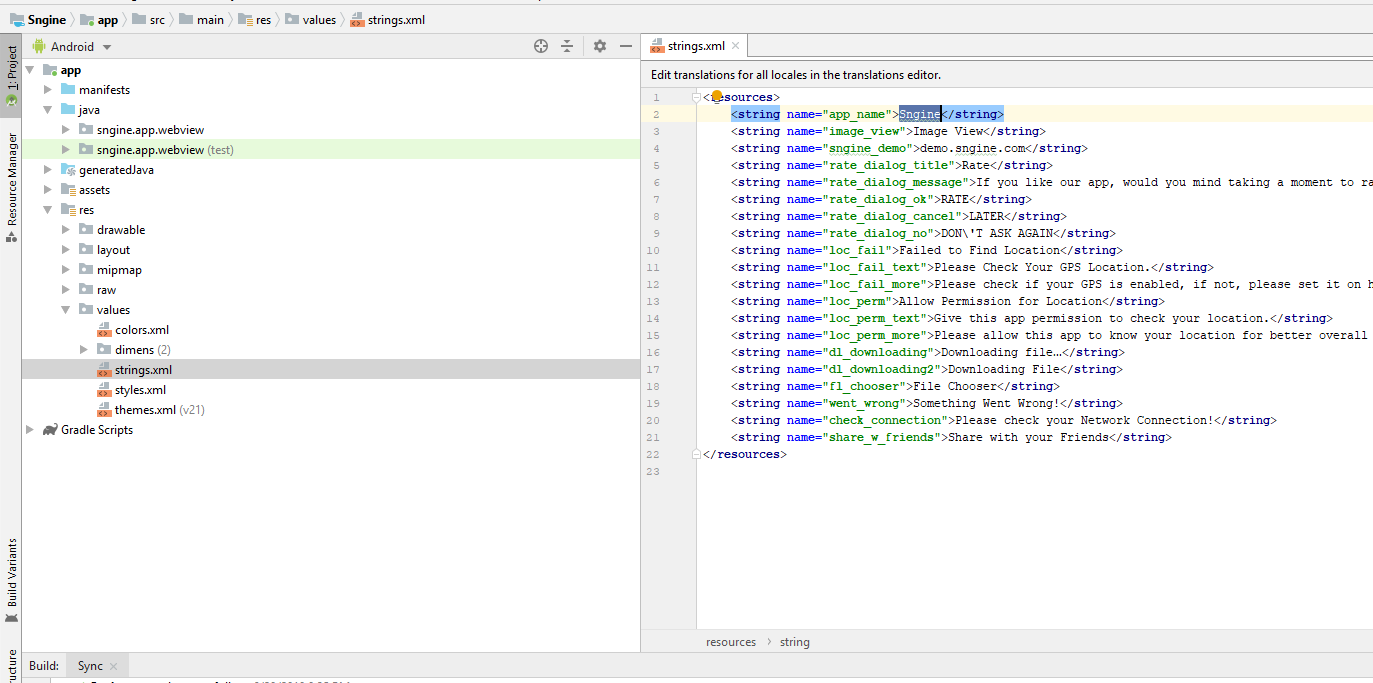 Sngine app src main res values strings.xml
1: Project
Resource Manager
Build Variants
Android
app
manifests
java
sngine.app.webview
sngine.app.webview (test)
generatedJava
assets
res
drawable
layout
mipmap
raw
values
colors.xml
dimens (2)
strings.xml
styles.xml
themes.xml (v21)
Gradle Scripts
strings.xml
Edit translations for all locales in the translations editor.
1 <resources>
2 <string name="app_name">Sngine</string>
3 <string name="image_view">Image View</string>
4 <string name="sngine_demo">demo.sngine.com</string>
5 <string name="rate_dialog_title">Rate</string>
6 <string name="rate_dialog_message">If you like our app, would you mind taking a moment to ra
7 <string name="rate_dialog_ok">RATE</string>
8 <string name="rate_dialog_cancel">LATER</string>
9 <string name="rate_dialog_no">DON\'T ASK AGAIN</string>
10 <string name="loc_fail">Failed to Find Location</string>
11 <string name="loc_fail_text">Please Check Your GPS Location.</string>
12 <string name="loc_fail_more">Please check if your GPS is enabled, if not, please set it on h
13 <string name="loc_perm">Allow Permission for Location</string>
14 <string name="loc_perm_text">Give this app permission to check your location.</string>
15 <string name="loc_perm_more">Please allow this app to know your location for better overall
16 <string name="dl_downloading">Downloading file…</string>
17 <string name="dl_downloading2">Downloading File</string>
18 <string name="fl_chooser">File Chooser</string>
19 <string name="went_wrong">Something Went Wrong!</string>
20 <string name="check_connection">Please check your Network Connection!</string>
21 <string name="share_w_friends">Share with your Friends</string>
22 </resources>
23
resources › string
Build: Sync